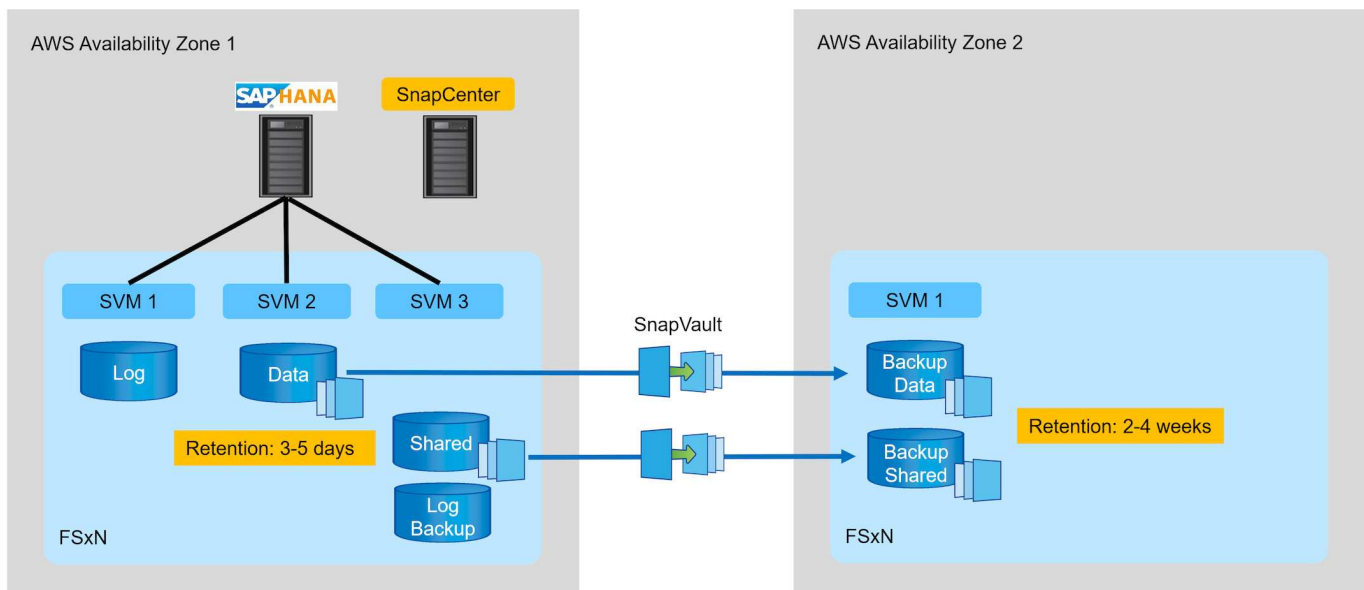 AWS Availability Zone 1
AWS Availability Zone 2
SAP HANA
SnapCenter
SVM 1
SVM 2
SVM 3
SnapVault
SVM 1
Log
Data
Backup
Data
Retention: 3-5 days
Shared
Retention: 2-4 weeks
Backup
Shared
Log
Backup
FSxN
FSxN